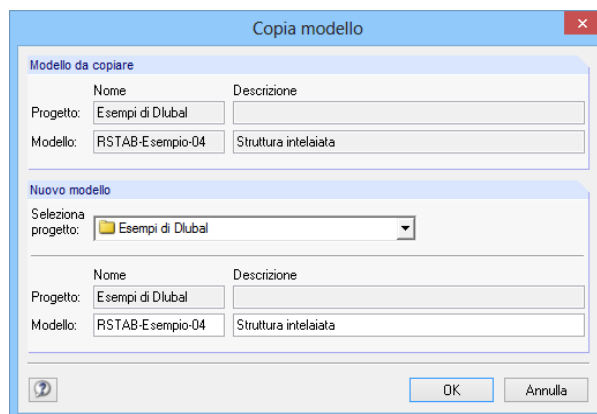 Copia modello
Modello da copiare
Nome Descrizione
Progetto: Esempi di Dlubal
Modello: RSTAB-Esempio-04 Struttura intelaiata
Nuovo modello
Seleziona
progetto: Esempi di Dlubal
Nome Descrizione
Progetto: Esempi di Dlubal
Modello: RSTAB-Esempio-04 Struttura intelaiata
OK Annulla